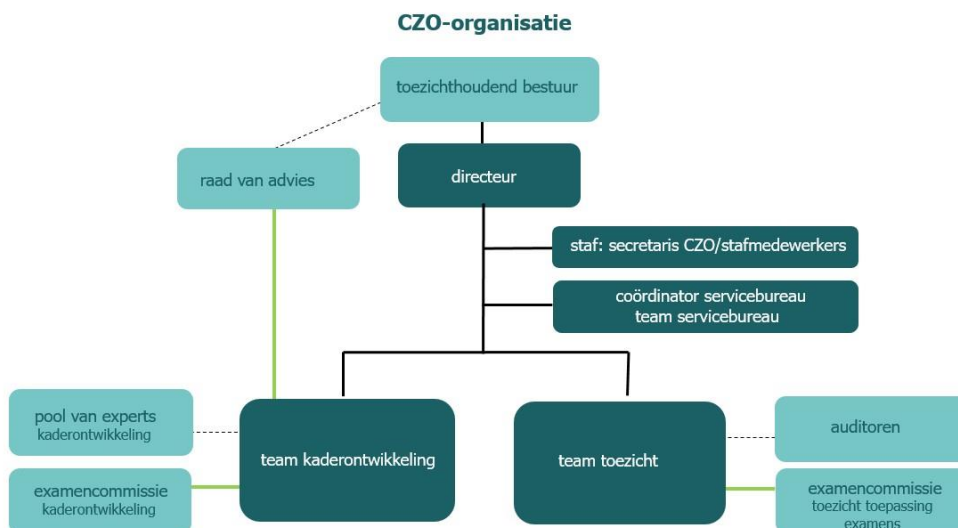 CZO-organisatie
toezichthoudend bestuur
raad van advies
directeur
staf: secretaris CZO/stafmedewerkers
coördinator servicebureau
team servicebureau
pool van experts
kaderontwikkeling
team kaderontwikkeling
team toezicht
auditoren
examencommissie
kaderontwikkeling
examencommissie
toezicht toepassing
examens